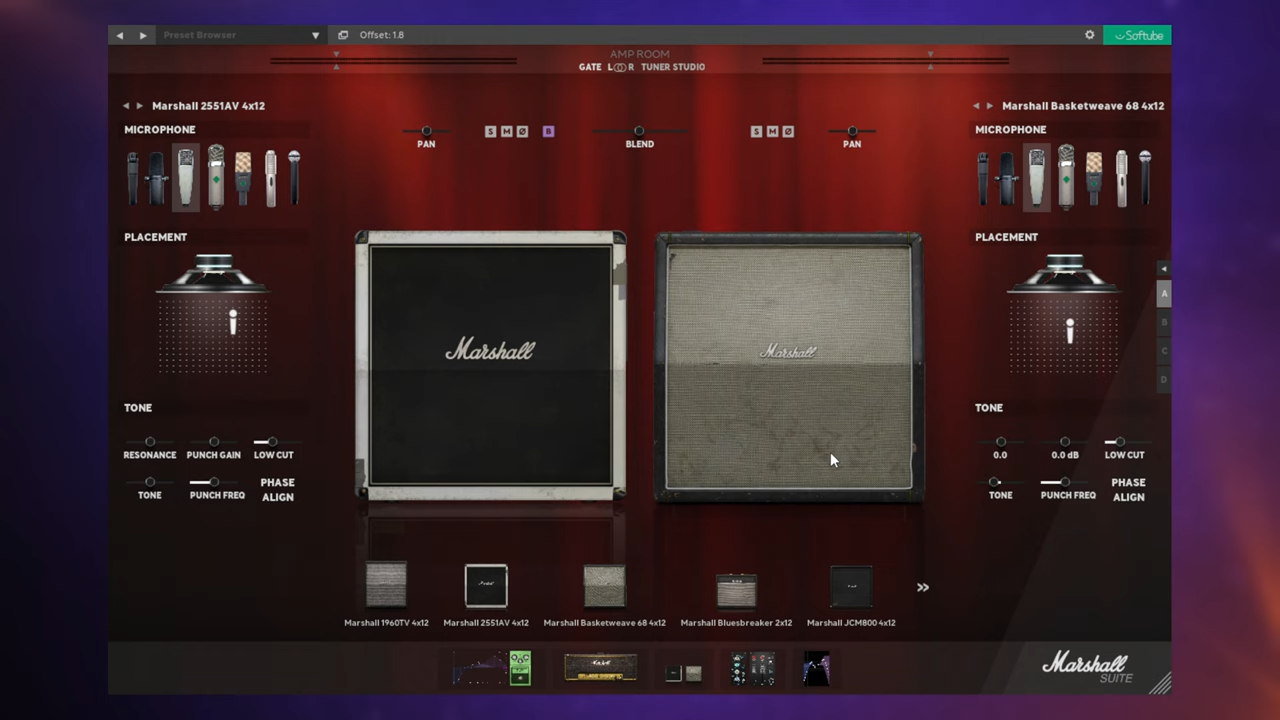 Preset Browser
Offset: 1.8
Softube
AMP ROOM
GATE L R TUNER STUDIO
Marshall 2551AV 4x12
Marshall Basketweave 68 4x12
MICROPHONE
S M Ø B
S M Ø
MICROPHONE
PAN
BLEND
PAN
PLACEMENT
PLACEMENT
A
B
C
D
Marshall
Marshall
TONE
TONE
RESONANCE
PUNCH GAIN
LOW CUT
0.0
0.0 dB
LOW CUT
TONE
PUNCH FREQ
PHASE
ALIGN
TONE
PUNCH FREQ
PHASE
ALIGN
Marshall 1960TV 4x12
Marshall 2551AV 4x12
Marshall Basketweave 68 4x12
Marshall Bluesbreaker 2x12
Marshall JCM800 4x12
Marshall
SUITE